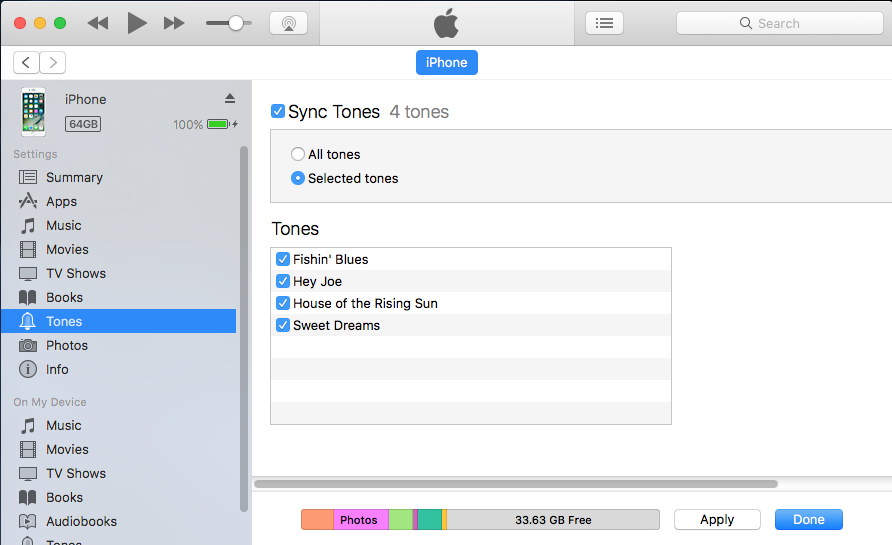 Search
iPhone
iPhone
64GB
100%
Settings
Summary
Apps
Music
Movies
TV Shows
Books
Tones
Photos
Info
On My Device
Music
Movies
TV Shows
Books
Audiobooks
Tones
Sync Tones 4 tones
All tones
Selected tones
Tones
Fishin' Blues
Hey Joe
House of the Rising Sun
Sweet Dreams
Photos
33.63 GB Free
Apply
Done